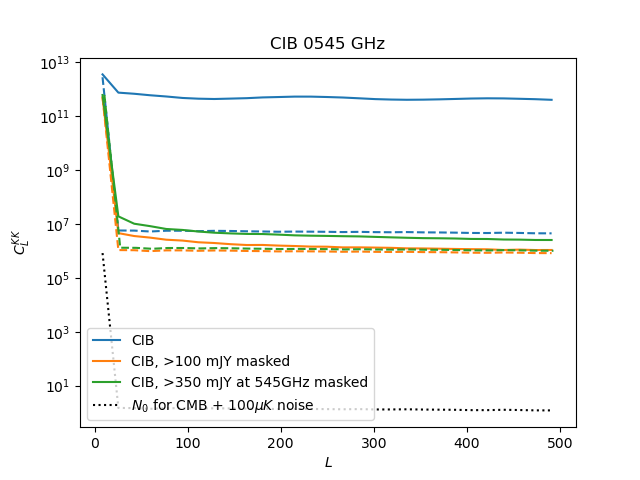 CIB 0545 GHz
10^13
10^11
10^9
10^7
10^5
10^3
10^1
C_L^{KK}
CIB
CIB, >100 mJY masked
CIB, >350 mJY at 545GHz masked
N_0 for CMB + 100μK noise
0 100 200 300 400 500
L